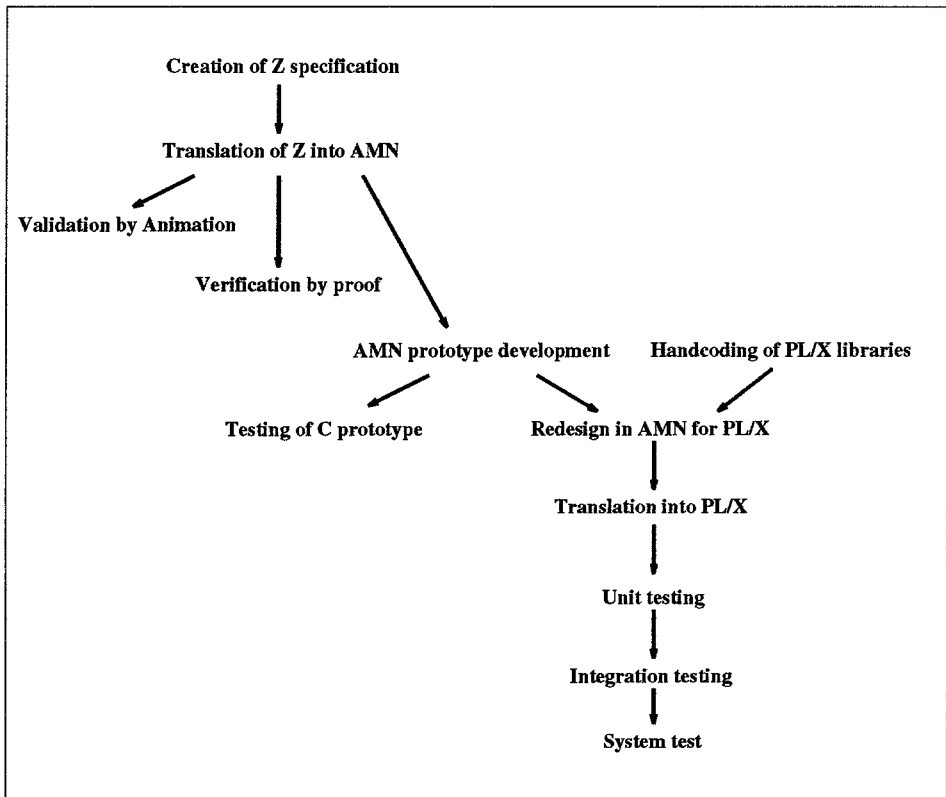 Creation of Z specification
Translation of Z into AMN
Validation by Animation
Verification by proof
AMN prototype development
Handcoding of PL/X libraries
Testing of C prototype
Redesign in AMN for PL/X
Translation into PL/X
Unit testing
Integration testing
System test